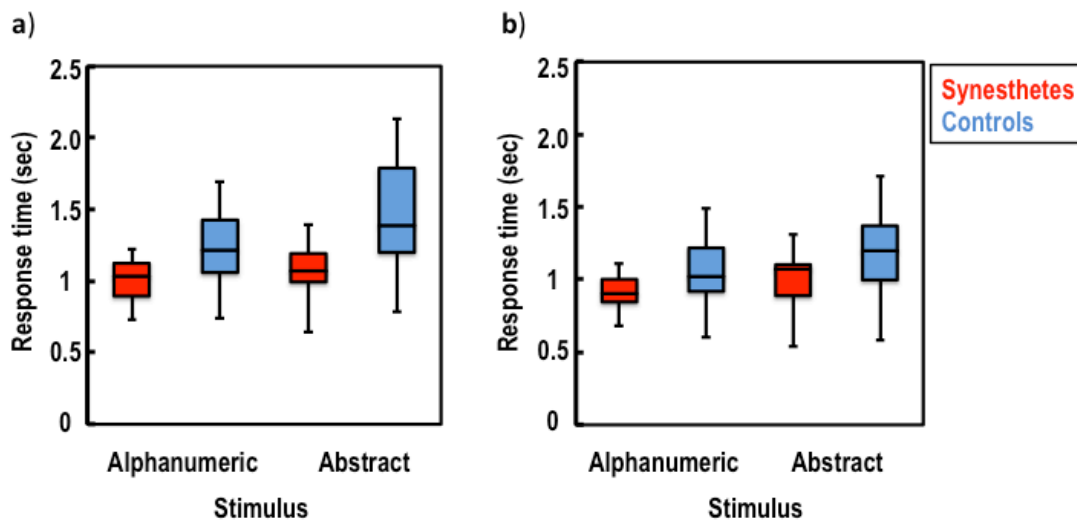 a)
2.5
2.0
1.5
1
0.5
0
Response time (sec)
Alphanumeric
Abstract
Stimulus
b)
2.5
2.0
1.5
1
0.5
0
Response time (sec)
Alphanumeric
Abstract
Stimulus
Synesthetes
Controls